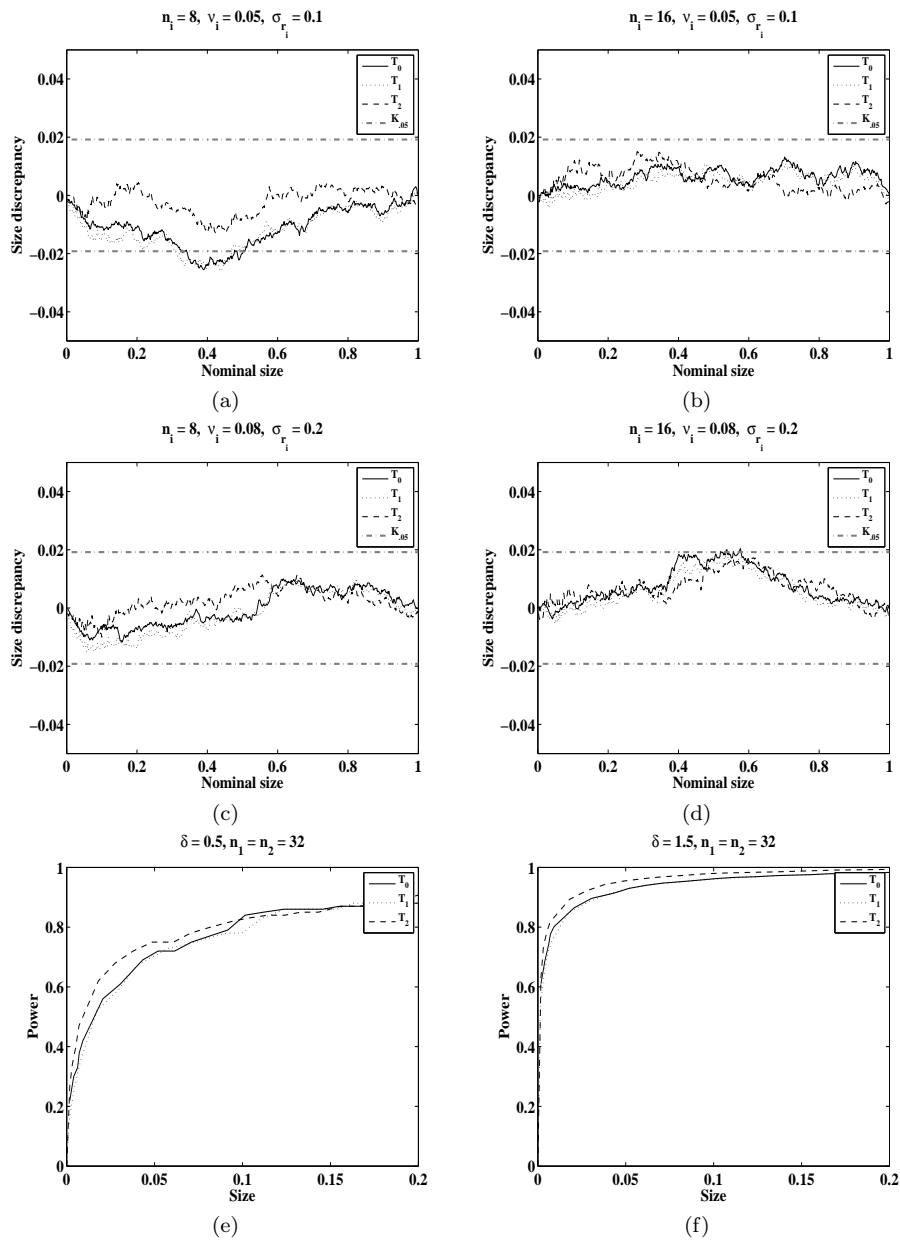 n_i = 8, ν_i = 0.05, σ_{r_i} = 0.1
Size discrepancy
0.04
0.02
0
−0.02
−0.04
T_0
T_1
T_2
K_{.05}
0 0.2 0.4 0.6 0.8 1
Nominal size
(a)
n_i = 16, ν_i = 0.05, σ_{r_i} = 0.1
Size discrepancy
0.04
0.02
0
−0.02
−0.04
T_0
T_1
T_2
K_{.05}
0 0.2 0.4 0.6 0.8 1
Nominal size
(b)
n_i = 8, ν_i = 0.08, σ_{r_i} = 0.2
Size discrepancy
0.04
0.02
0
−0.02
−0.04
T_0
T_1
T_2
K_{.05}
0 0.2 0.4 0.6 0.8 1
Nominal size
(c)
n_i = 16, ν_i = 0.08, σ_{r_i} = 0.2
Size discrepancy
0.04
0.02
0
−0.02
−0.04
T_0
T_1
T_2
K_{.05}
0 0.2 0.4 0.6 0.8 1
Nominal size
(d)
δ = 0.5, n_1 = n_2 = 32
Power
1
0.8
0.6
0.4
0.2
0
T_0
T_1
T_2
0 0.05 0.1 0.15 0.2
Size
(e)
δ = 1.5, n_1 = n_2 = 32
Power
1
0.8
0.6
0.4
0.2
0
T_0
T_1
T_2
0 0.05 0.1 0.15 0.2
Size
(f)